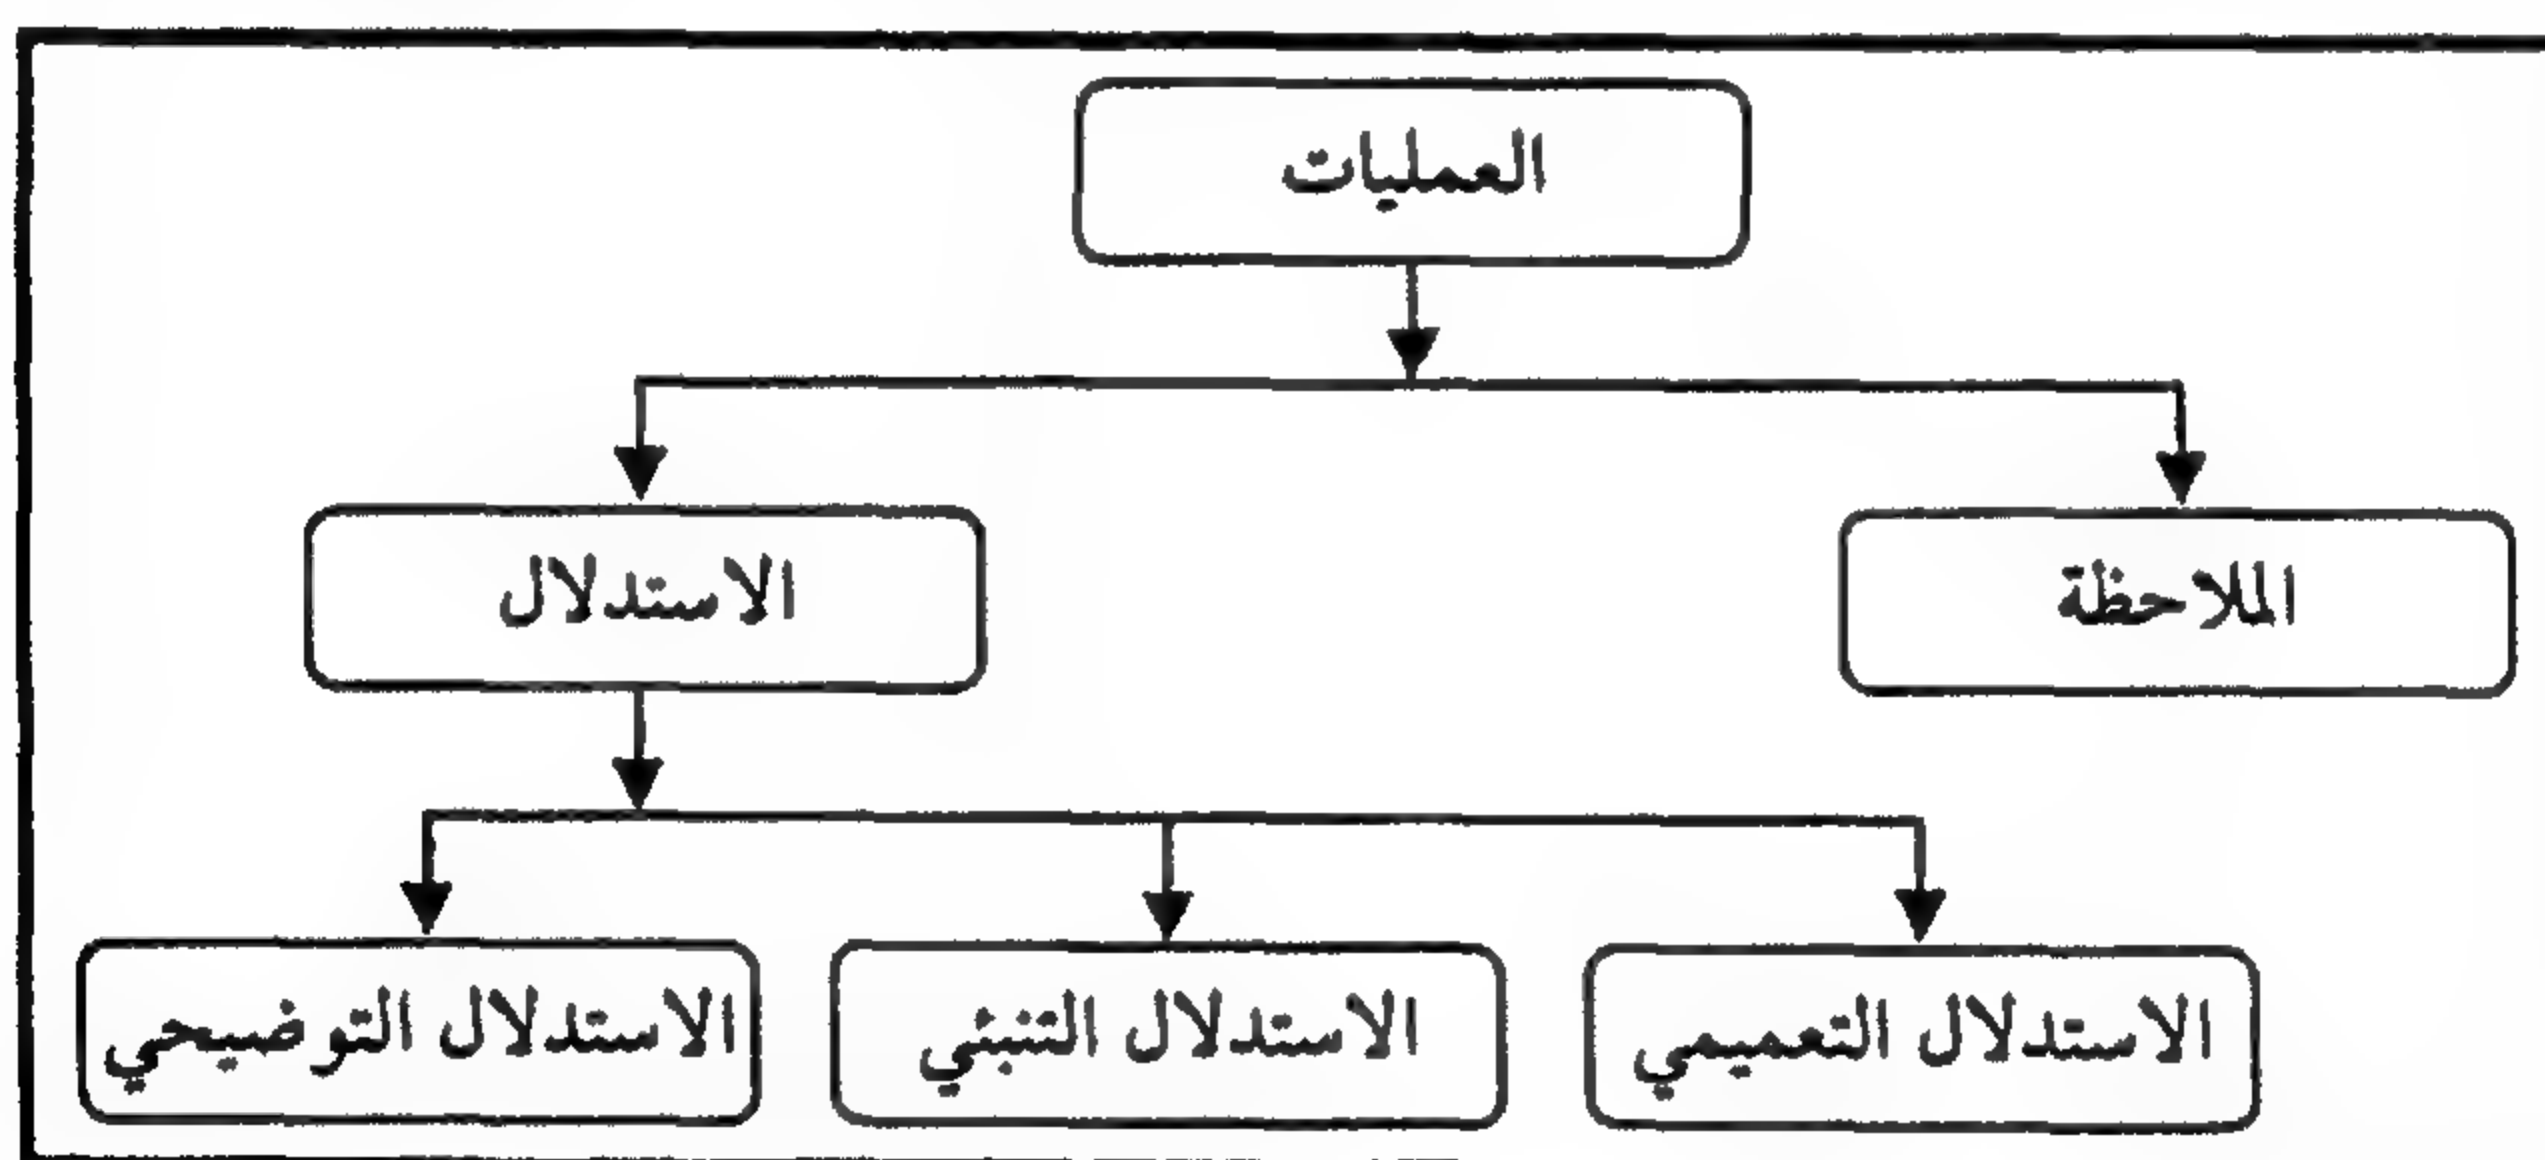 العمليات
الملاحظة
الاستدلال
الاستدلال التعميمي
الاستدلال التنبئي
الاستدلال التوضيحي